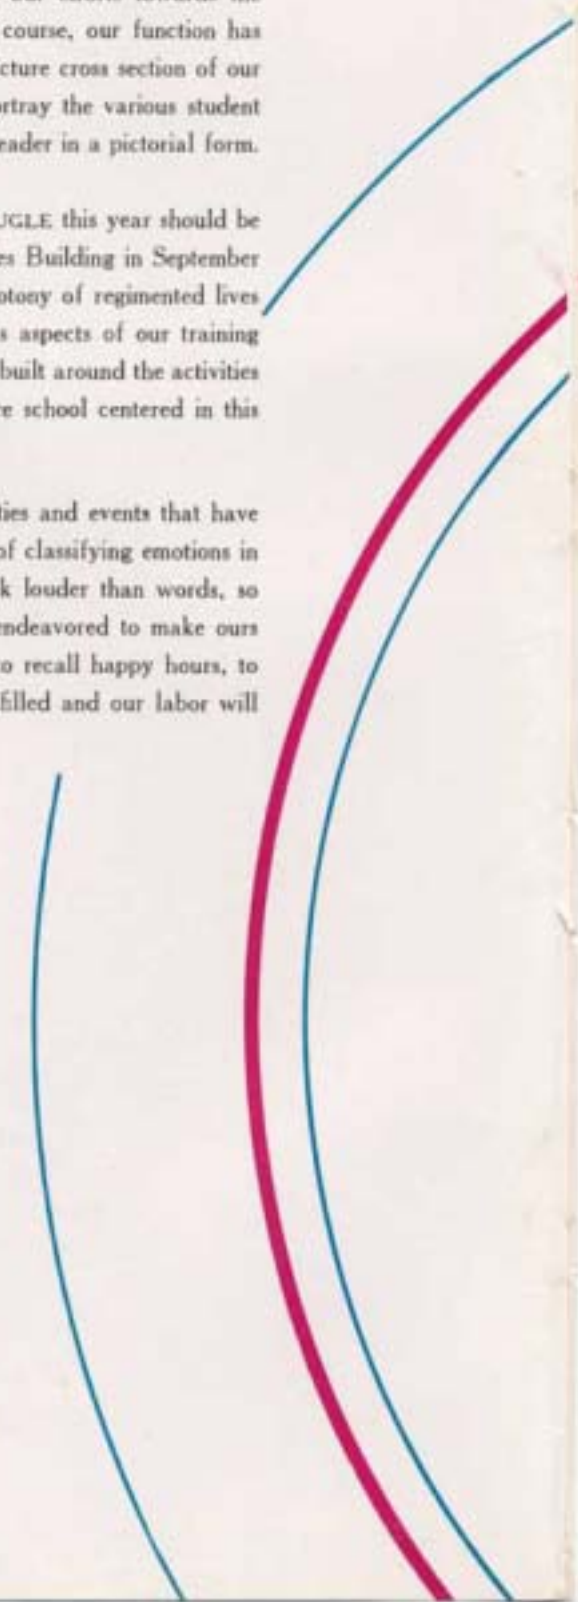 course, our function has
cture cross section of our
rtray the various student
eader in a pictorial form.
UGLE this year should be
es Building in September
otony of regimented lives
s aspects of our training
built around the activities
re school centered in this
ties and events that have
of classifying emotions in
k louder than words, so
endeavored to make ours
o recall happy hours, to
filled and our labor will